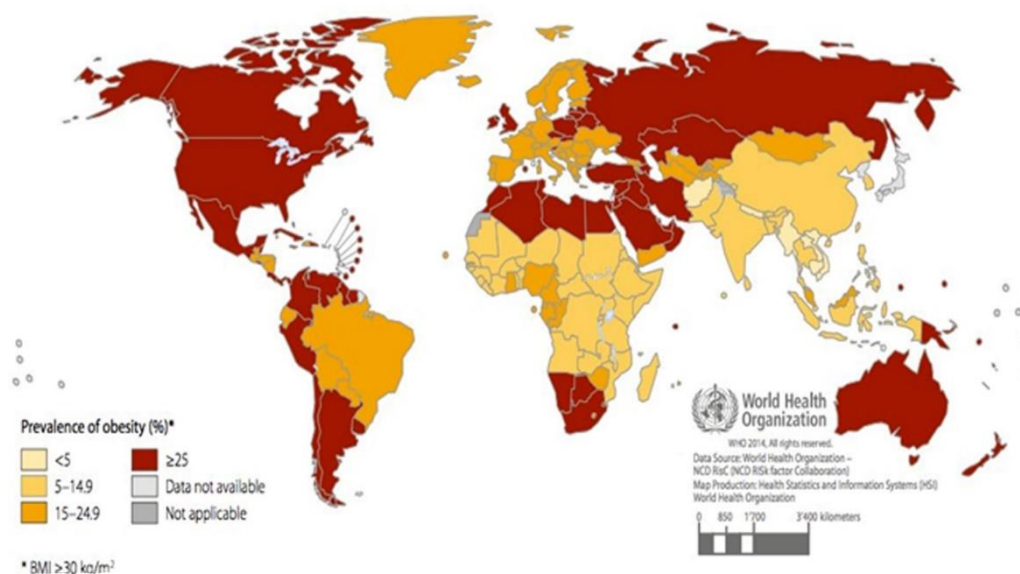 Prevalence of obesity (%)*
<5
5–14.9
15–24.9
≥25
Data not available
Not applicable
* BMI ≥30 kg/m²
World Health
Organization
WHO 2014, All rights reserved.
Data Source: World Health Organization –
NCD RisC (NCD RISk factor Collaboration)
Map Production: Health Statistics and Information Systems (HSI)
World Health Organization
0 850 1'700 3'400 kilometers